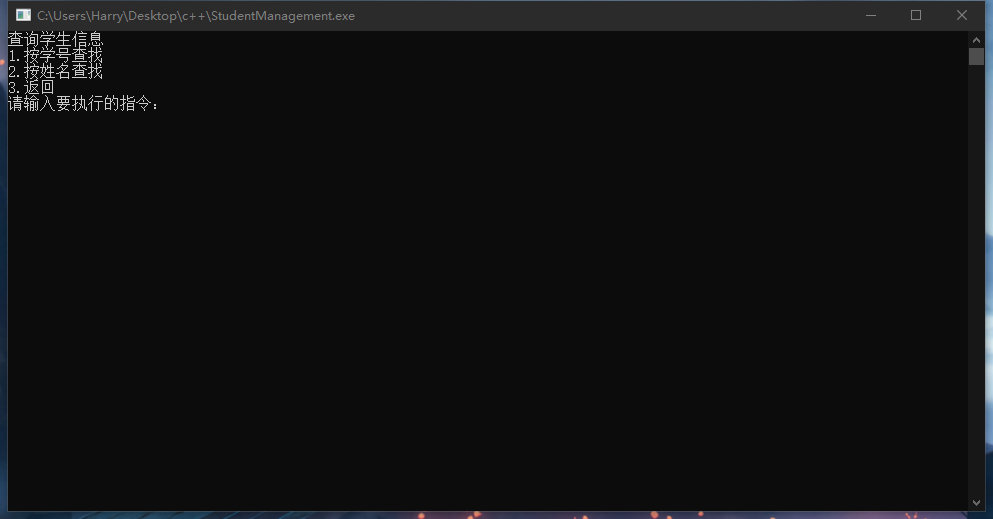 C:\Users\Harry\Desktop\c++\StudentManagement.exe
查询学生信息
1.按学号查找
2.按姓名查找
3.返回
请输入要执行的指令：